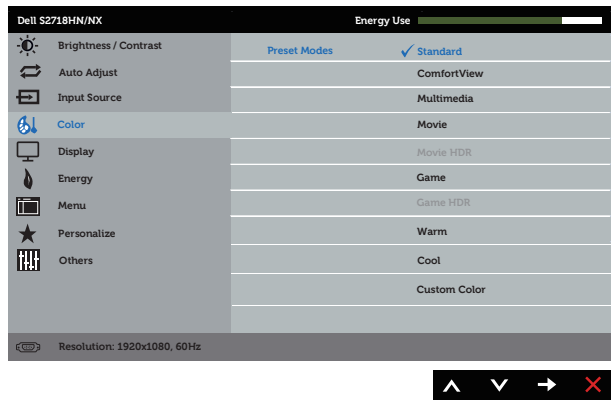 Dell S2718HN/NX Energy Use
Brightness / Contrast Preset Modes Standard
Auto Adjust ComfortView
Input Source Multimedia
Color Movie
Display Movie HDR
Energy Game
Menu Game HDR
Personalize Warm
Others Cool
Custom Color
Resolution: 1920x1080, 60Hz